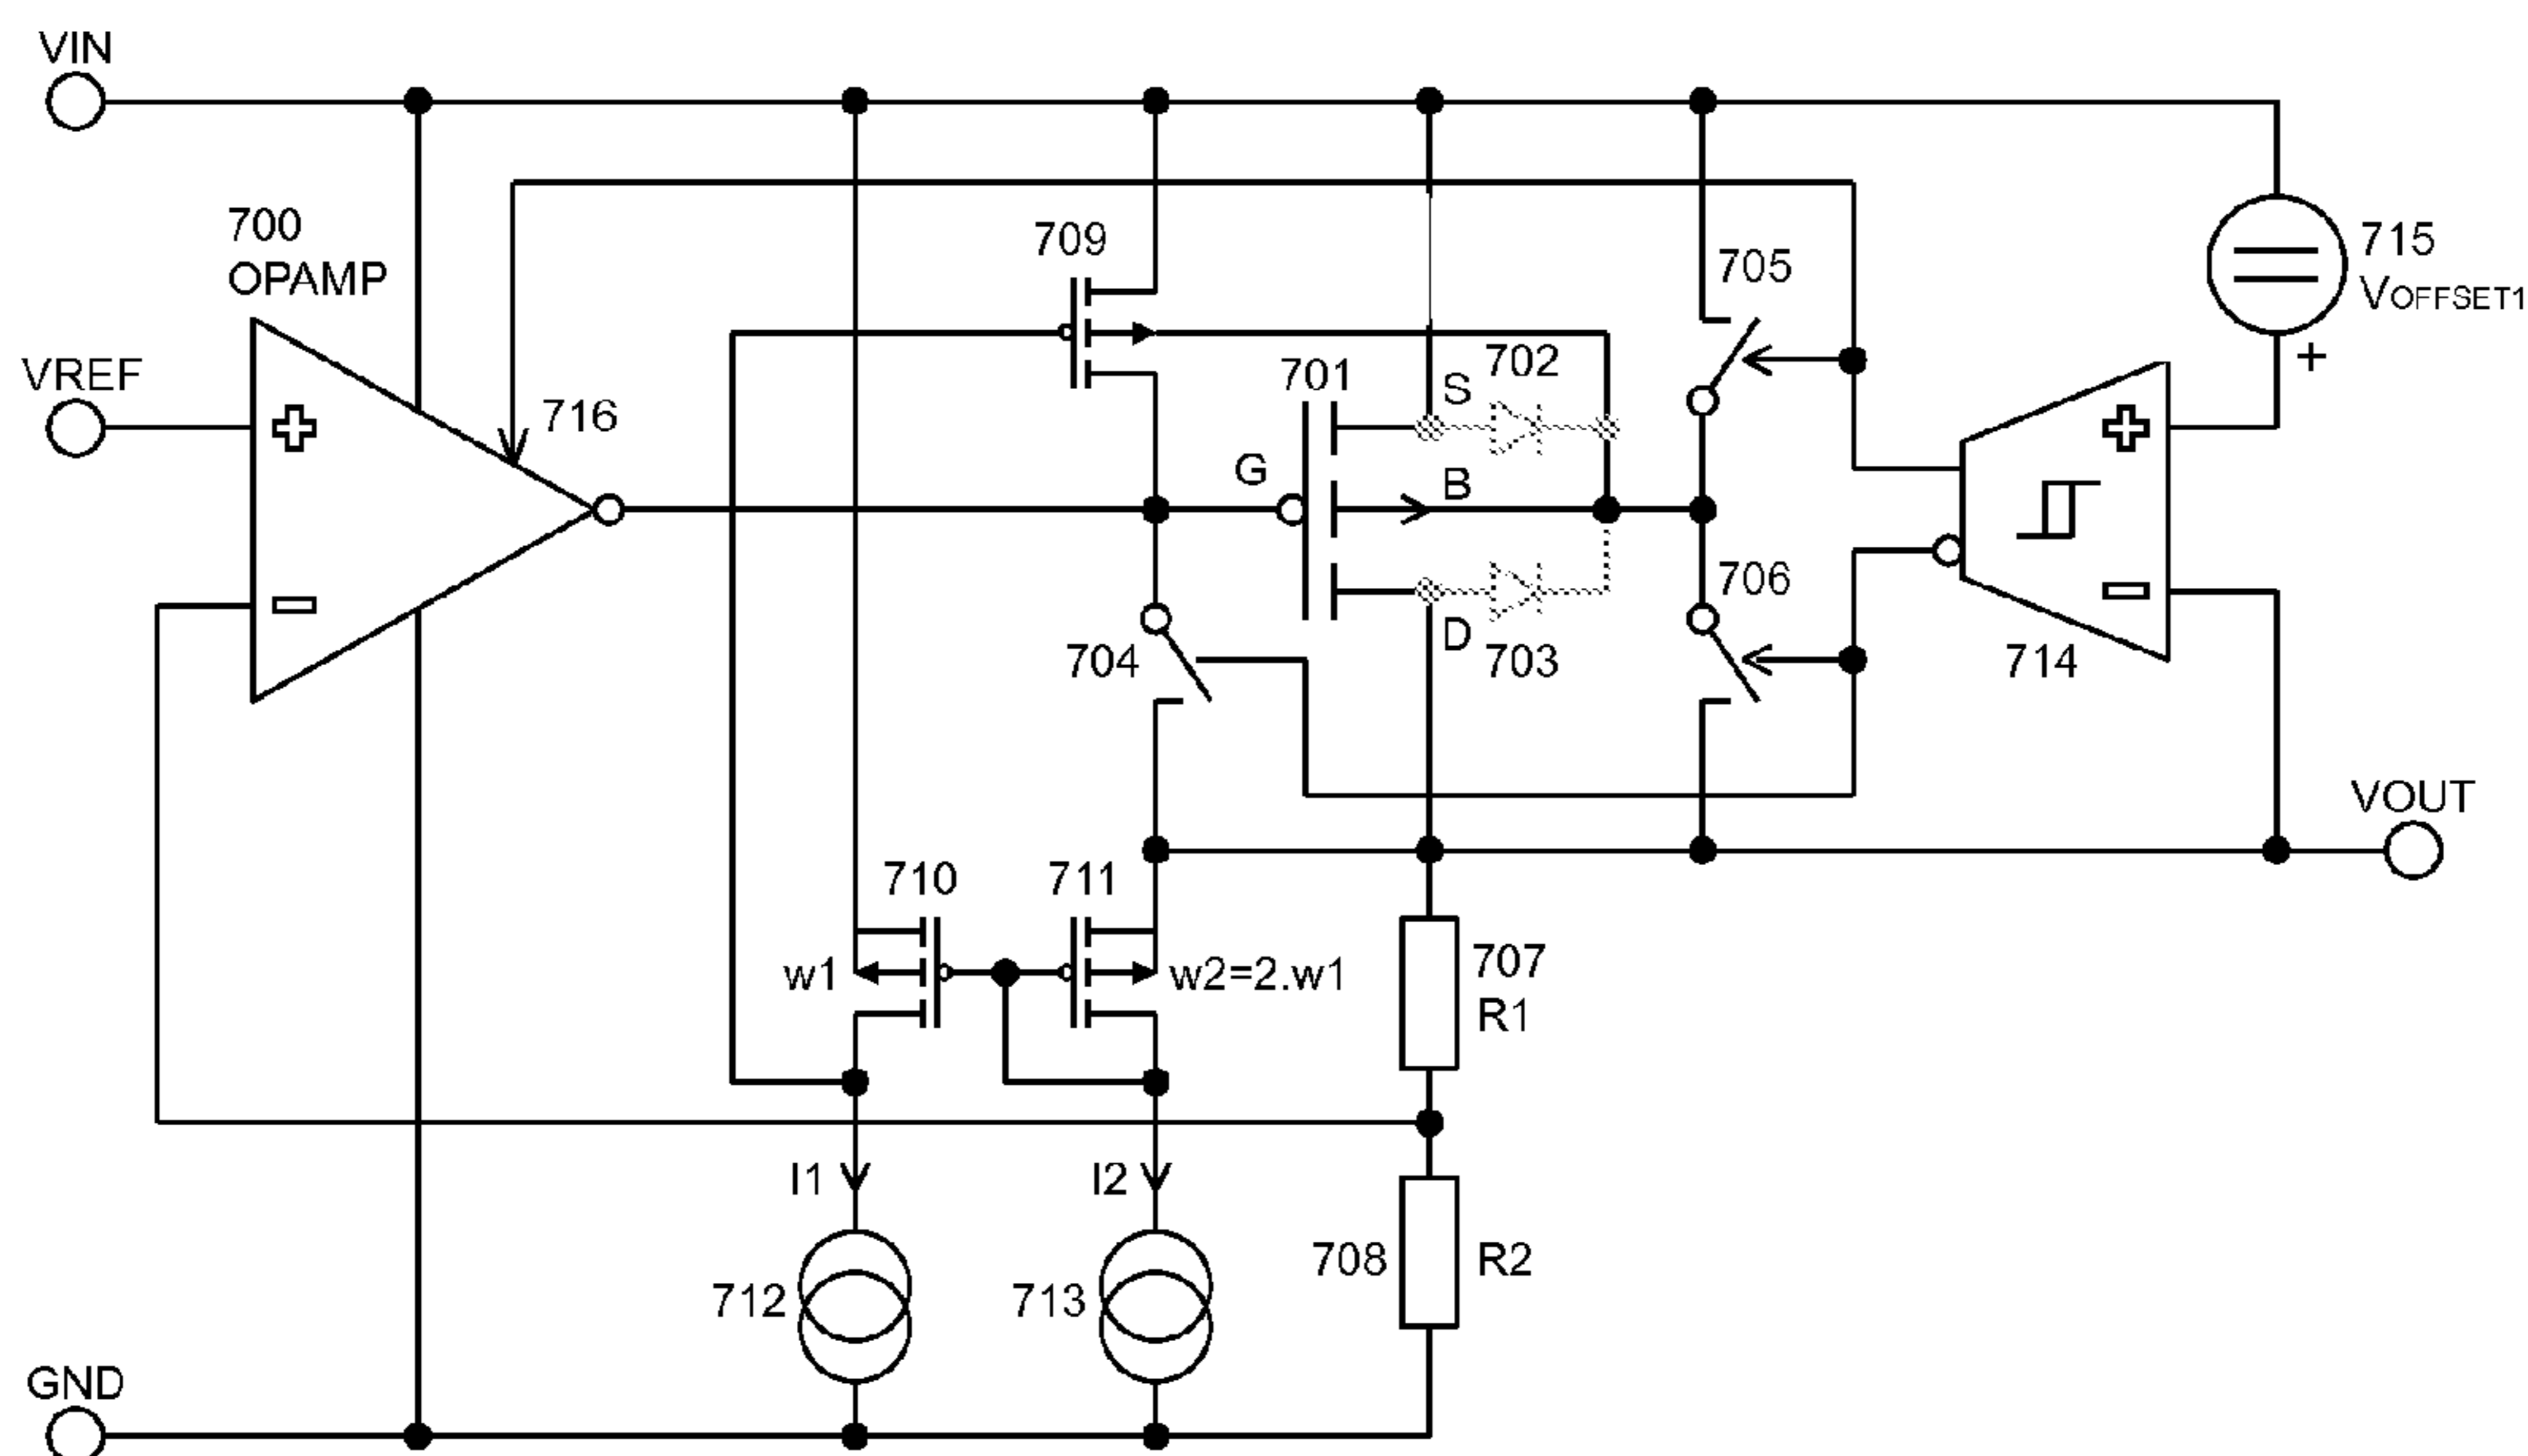 VIN
700
OPAMP
VREF
716
709
701
S
702
705
715
VOFFSET1
+
G
B
706
704
D
703
714
VOUT
710
711
w1
w2=2.w1
707
R1
I1
I2
712
713
708
R2
GND